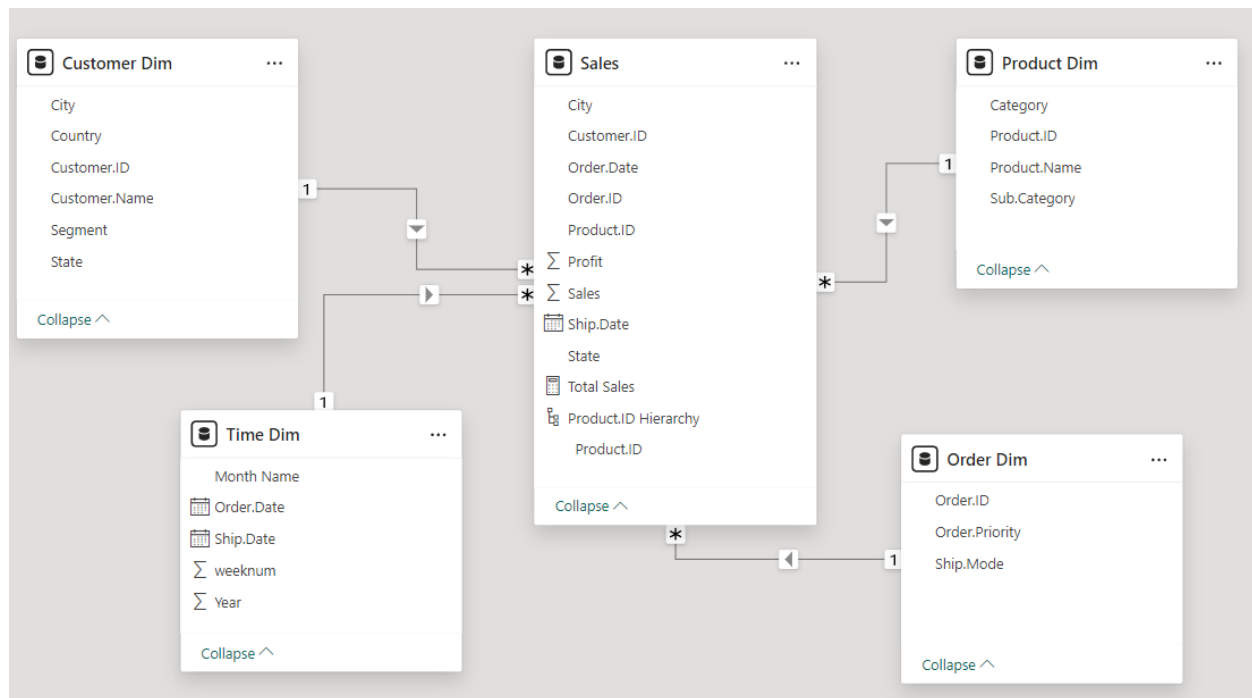 Customer Dim
City
Country
Customer.ID
Customer.Name
Segment
State
Collapse
1
*
Sales
City
Customer.ID
Order.Date
Order.ID
Product.ID
Σ Profit
Σ Sales
Ship.Date
State
Total Sales
Product.ID Hierarchy
Product.ID
Collapse
*
*
*
Product Dim
Category
Product.ID
Product.Name
Sub.Category
Collapse
1
1
Time Dim
Month Name
Order.Date
Ship.Date
Σ weeknum
Σ Year
Collapse
Order Dim
Order.ID
Order.Priority
Ship.Mode
Collapse
1